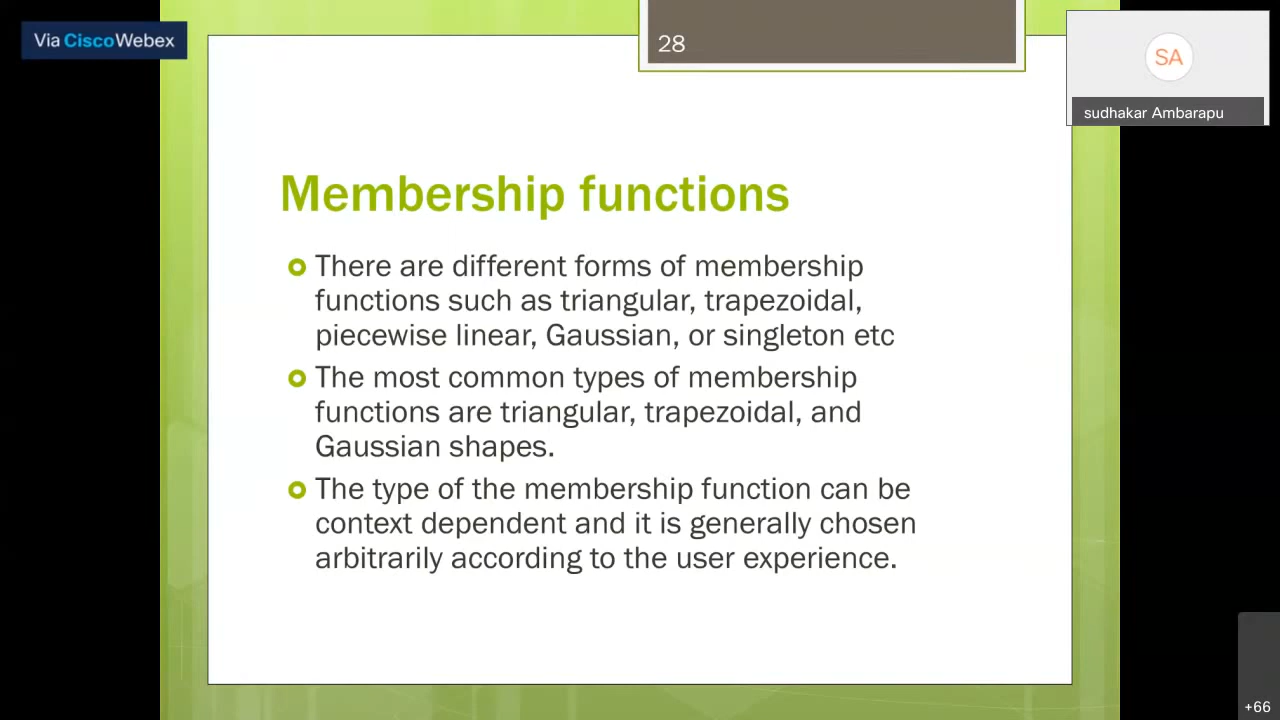 Via CiscoWebex
28
SA
sudhakar Ambarapu
Membership functions
There are different forms of membership
functions such as triangular, trapezoidal,
piecewise linear, Gaussian, or singleton etc
The most common types of membership
functions are triangular, trapezoidal, and
Gaussian shapes.
The type of the membership function can be
context dependent and it is generally chosen
arbitrarily according to the user experience.
+66